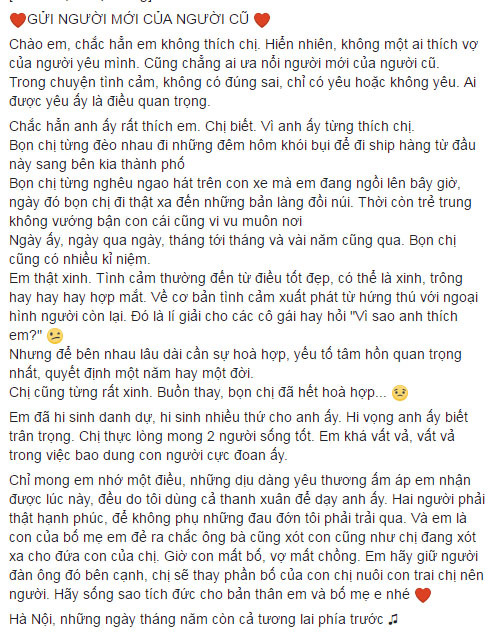 ❤GỬI NGƯỜI MỚI CỦA NGƯỜI CŨ ❤
Chào em, chắc hẳn em không thích chị. Hiển nhiên, không một ai thích vợ
của người yêu mình. Cũng chẳng ai ưa nổi người mới của người cũ.
Trong chuyện tình cảm, không có đúng sai, chỉ có yêu hoặc không yêu. Ai
được yêu ấy là điều quan trọng.
Chắc hẳn anh ấy rất thích em. Chị biết. Vì anh ấy từng thích chị.
Bọn chị từng đèo nhau đi những đêm hôm khói bụi để đi ship hàng từ đầu
này sang bên kia thành phố
Bọn chị từng nghêu ngao hát trên con xe mà em đang ngồi lên bây giờ,
ngày đó bọn chị đi thật xa đến những bản làng đồi núi. Thời còn trẻ trung
không vướng bận con cái cũng vi vu muôn nơi
Ngày ấy, ngày qua ngày, tháng tới tháng và vài năm cũng qua. Bọn chị
cũng có nhiều kỉ niệm.
Em thật xinh. Tình cảm thường đến từ điều tốt đẹp, có thể là xinh, trông
hay hay hay hợp mắt. Về cơ bản tình cảm xuất phát từ hứng thú với ngoại
hình người còn lại. Đó là lí giải cho các cô gái hay hỏi "Vì sao anh thích
em?" 😕
Nhưng để bên nhau lâu dài cần sự hoà hợp, yếu tố tâm hồn quan trọng
nhất, quyết định một năm hay một đời.
Chị cũng từng rất xinh. Buồn thay, bọn chị đã hết hoà hợp... 😟
Em đã hi sinh danh dự, hi sinh nhiều thứ cho anh ấy. Hi vọng anh ấy biết
trân trọng. Chị thực lòng mong 2 người sống tốt. Em khá vất vả, vất vả
trong việc bao dung con người cực đoan ấy.
Chỉ mong em nhớ một điều, những dịu dàng yêu thương ấm áp em nhận
được lúc này, đều do tôi dùng cả thanh xuân để dạy anh ấy. Hai người phải
thật hạnh phúc, để không phụ những đau đớn tôi phải trải qua. Và em là
con của bố mẹ em đẻ ra chắc ông bà cũng xót con cũng như chị đang xót
xa cho đứa con của chị. Giờ con mất bố, vợ mất chồng. Em hãy giữ người
đàn ông đó bên cạnh, chị sẽ thay phần bố của con chị nuôi con trai chị nên
người. Hãy sống sao tích đức cho bản thân em và bố mẹ e nhé ❤
Hà Nội, những ngày tháng năm còn cả tương lai phía trước ♫